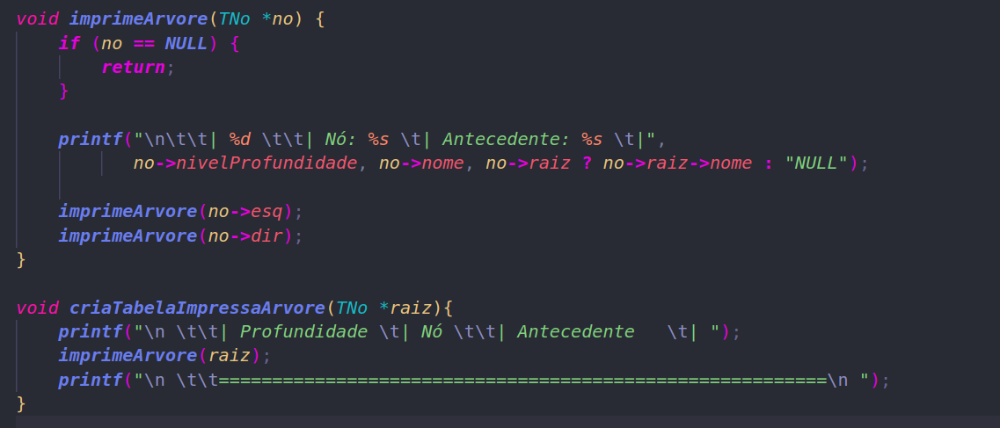 void imprimeArvore(TNo *no) {
    if (no == NULL) {
        return;
    }

    printf("\n\t\t| %d \t\t| Nó: %s \t| Antecedente: %s \t|",
           no->nivelProfundidade, no->nome, no->raiz ? no->raiz->nome : "NULL");

    imprimeArvore(no->esq);
    imprimeArvore(no->dir);
}

void criaTabelaImpressaArvore(TNo *raiz){
    printf("\n \t\t| Profundidade \t| Nó \t\t| Antecedente   \t| ");
    imprimeArvore(raiz);
    printf("\n \t\t=========================================================\n ");
}